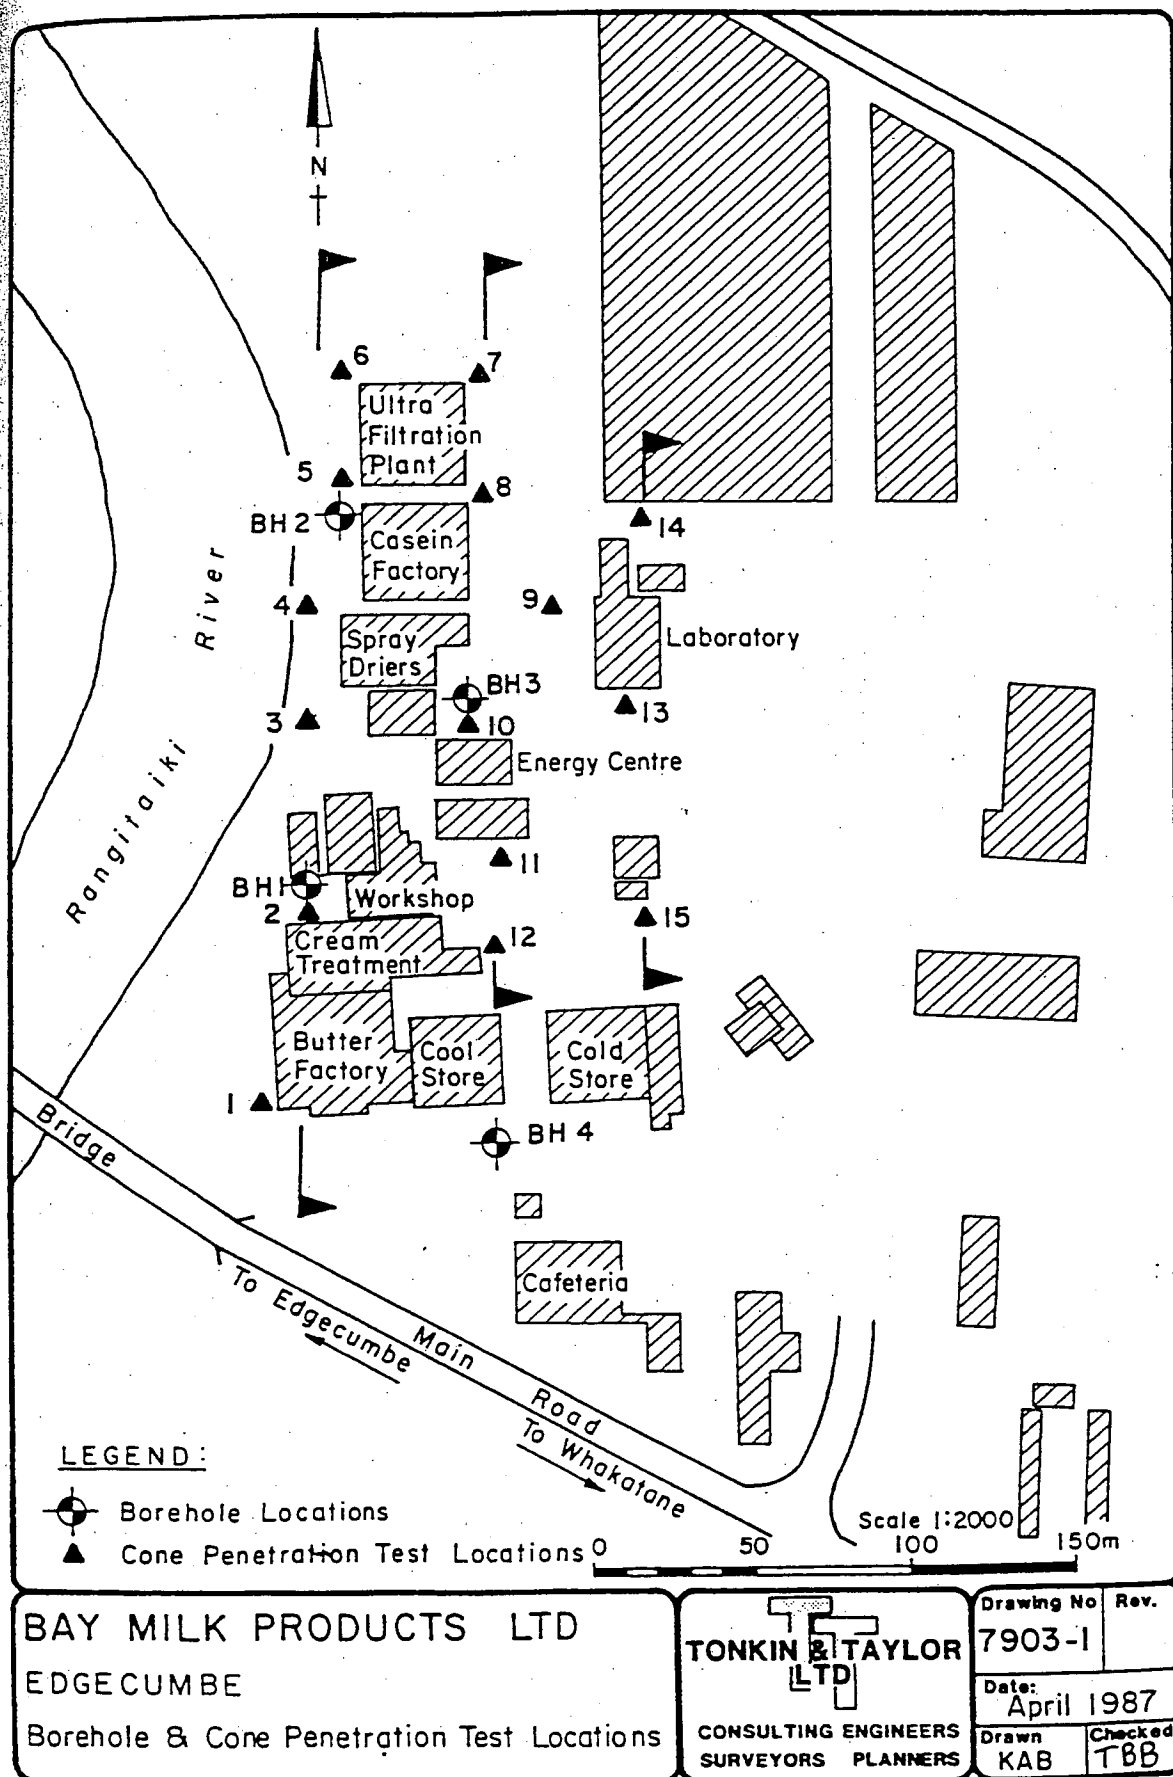 N
6
7
Ultra
Filtration
Plant
5
8
BH 2
Casein
Factory
14
4
9
River
Spray
Driers
Laboratory
BH3
3
10
13
Energy Centre
Rangitaiki
11
BH1
Workshop
2
15
Cream
Treatment
12
Butter
Factory
Cool
Store
Cold
Store
1
BH 4
Bridge
To Edgecumbe
Cafeteria
Main
Road
To Whakatane
LEGEND:
Borehole Locations
Cone Penetration Test Locations
Scale 1:2000
0 50 100 150m
BAY MILK PRODUCTS LTD
EDGECUMBE
Borehole & Cone Penetration Test Locations
TONKIN & TAYLOR
LTD
CONSULTING ENGINEERS
SURVEYORS PLANNERS
Drawing No
7903-1
Rev.
Date:
April 1987
Drawn
KAB
Checked
TBB